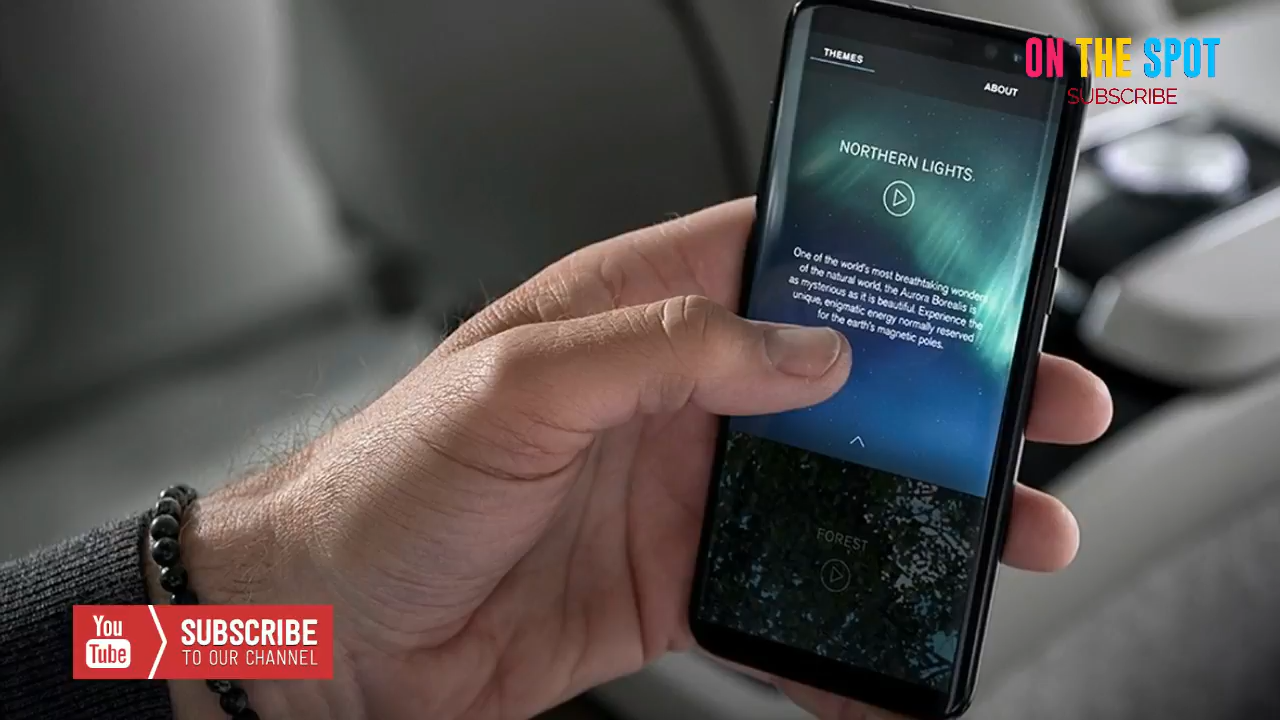 ON THE SPOT
SUBSCRIBE
THEMES
ABOUT
NORTHERN LIGHTS
One of the world's most breathtaking wonders
of the natural world, the Aurora Borealis is
as mysterious as it is beautiful. Experience the
unique, enigmatic energy normally reserved
for the earth's magnetic poles.
FOREST
You
Tube
SUBSCRIBE
TO OUR CHANNEL